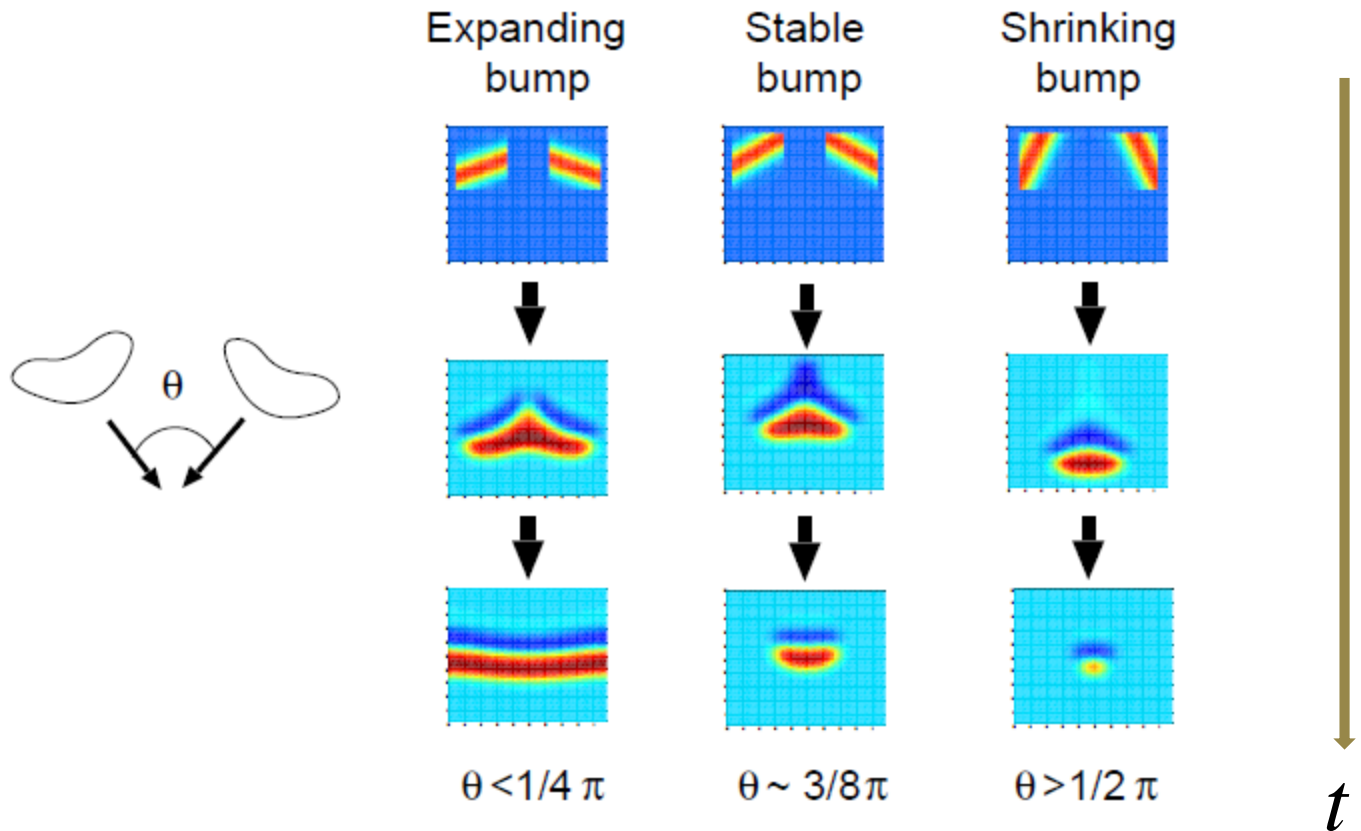 Expanding
bump
Stable
bump
Shrinking
bump
θ
θ <1/4 π
θ ~ 3/8π
θ > 1/2 π
t